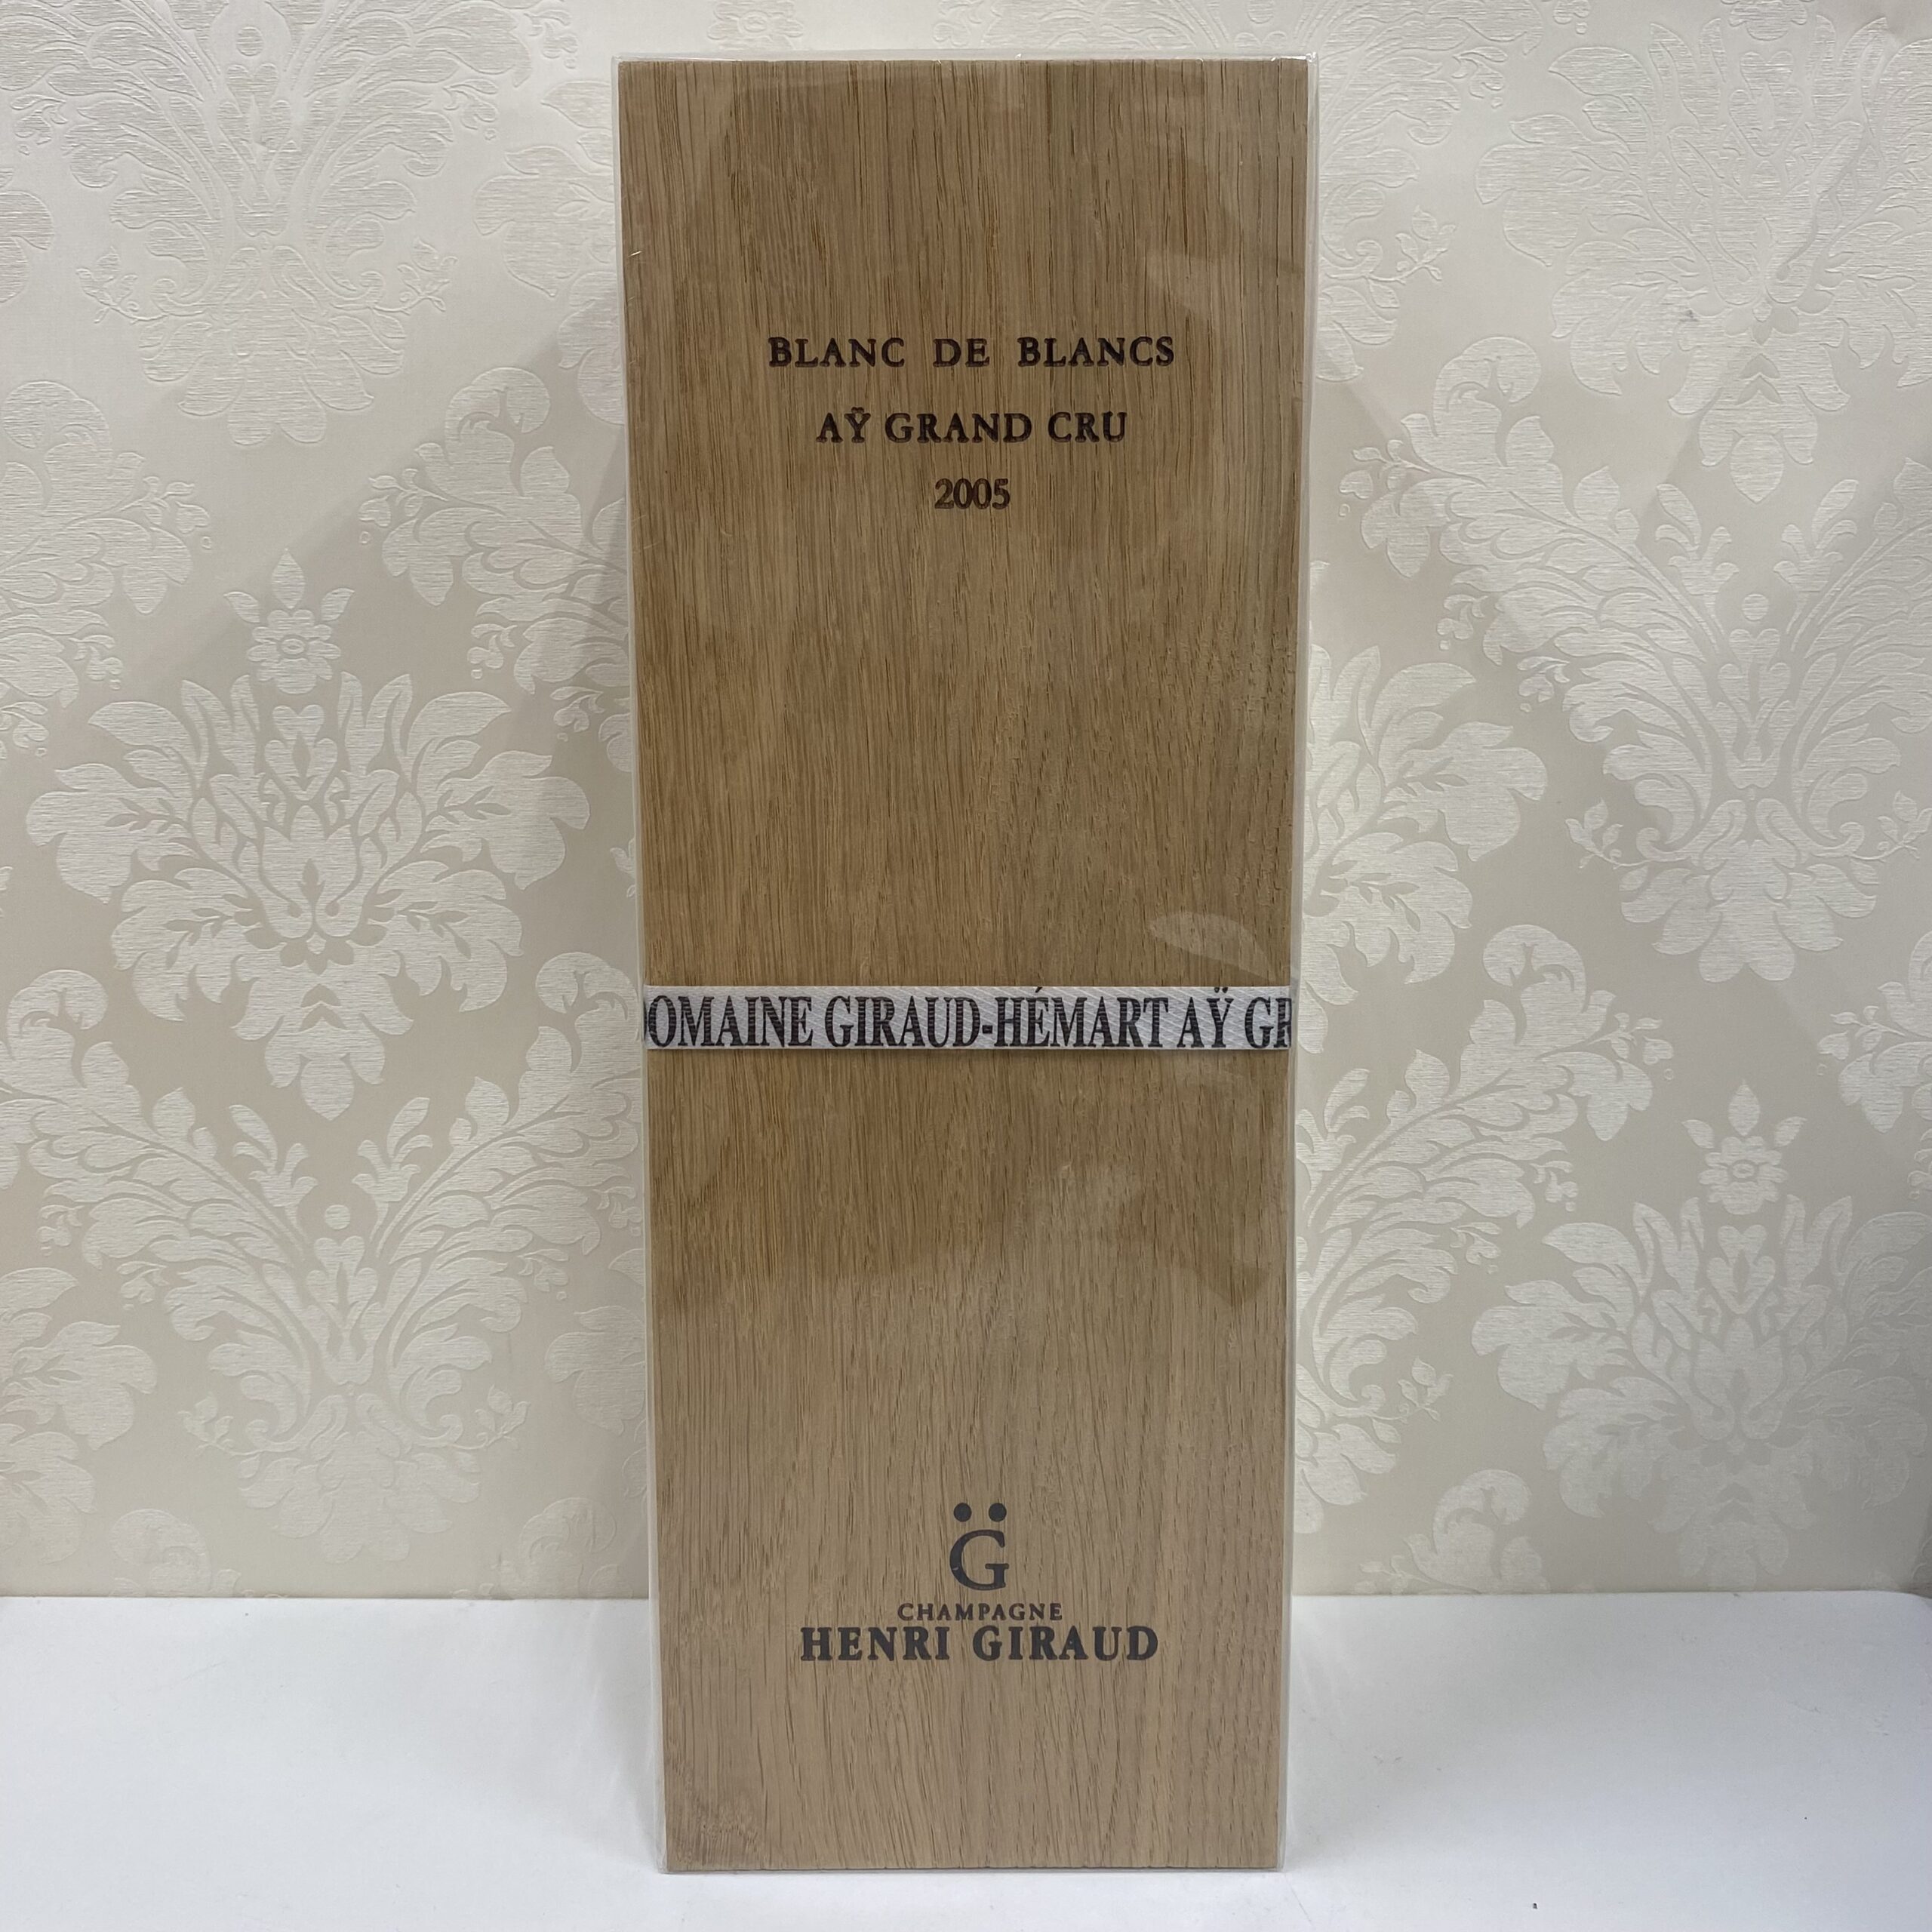 BLANC DE BLANCS
AŸ GRAND CRU
2005
OMAINE GIRAUD-HÉMART AŸ GR
G̈
CHAMPAGNE
HENRI GIRAUD